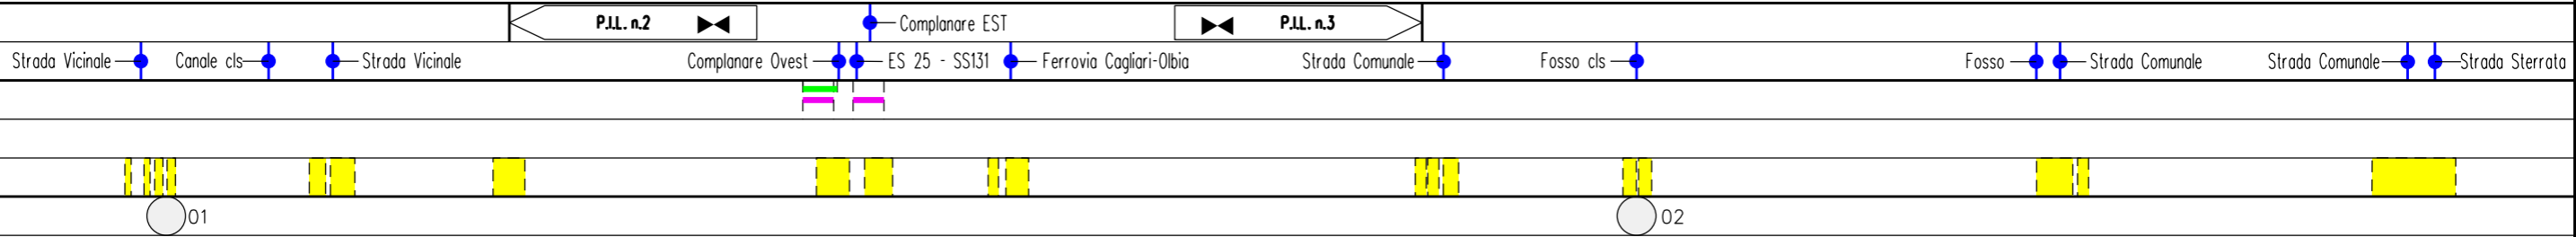 P.I.L. n.2
Complanare EST
P.I.L. n.3
Strada Vicinale
Canale cls
Strada Vicinale
Complanare Ovest
ES 25 - SS131
Ferrovia Cagliari-Olbia
Strada Comunale
Fosso cls
Fosso
Strada Comunale
Strada Comunale
Strada Sterrata
01
02